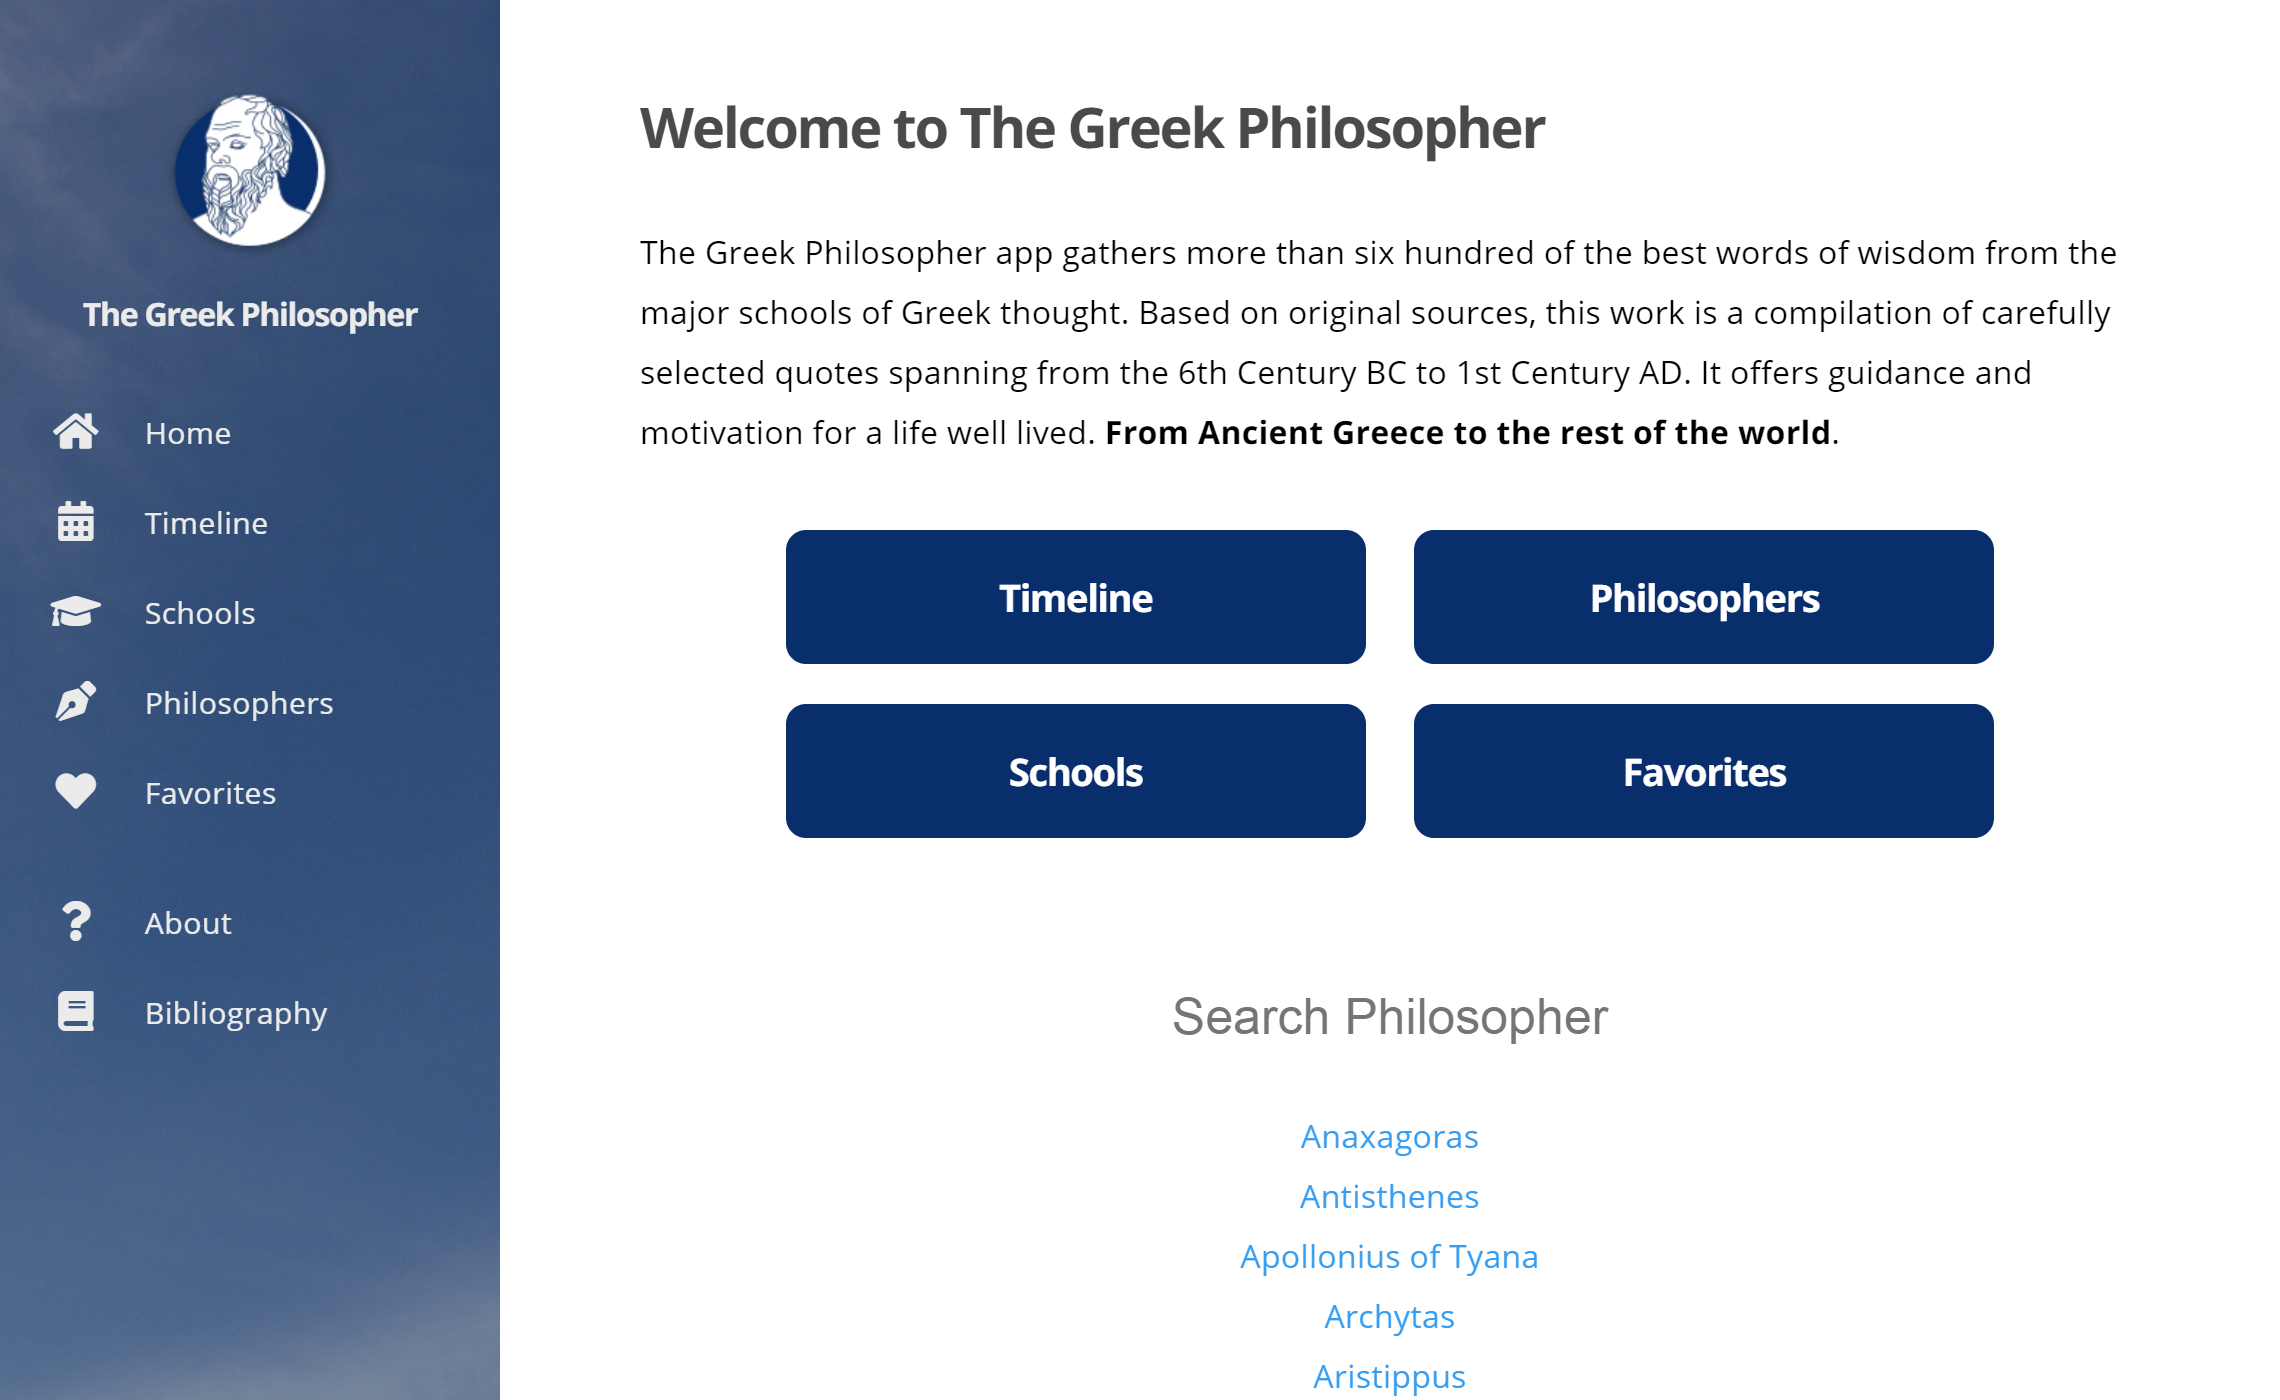 The Greek Philosopher
Home
Timeline
Schools
Philosophers
Favorites
About
Bibliography
Welcome to The Greek Philosopher
The Greek Philosopher app gathers more than six hundred of the best words of wisdom from the
major schools of Greek thought. Based on original sources, this work is a compilation of carefully
selected quotes spanning from the 6th Century BC to 1st Century AD. It offers guidance and
motivation for a life well lived. From Ancient Greece to the rest of the world.
Timeline
Philosophers
Schools
Favorites
Search Philosopher
Anaxagoras
Antisthenes
Apollonius of Tyana
Archytas
Aristippus